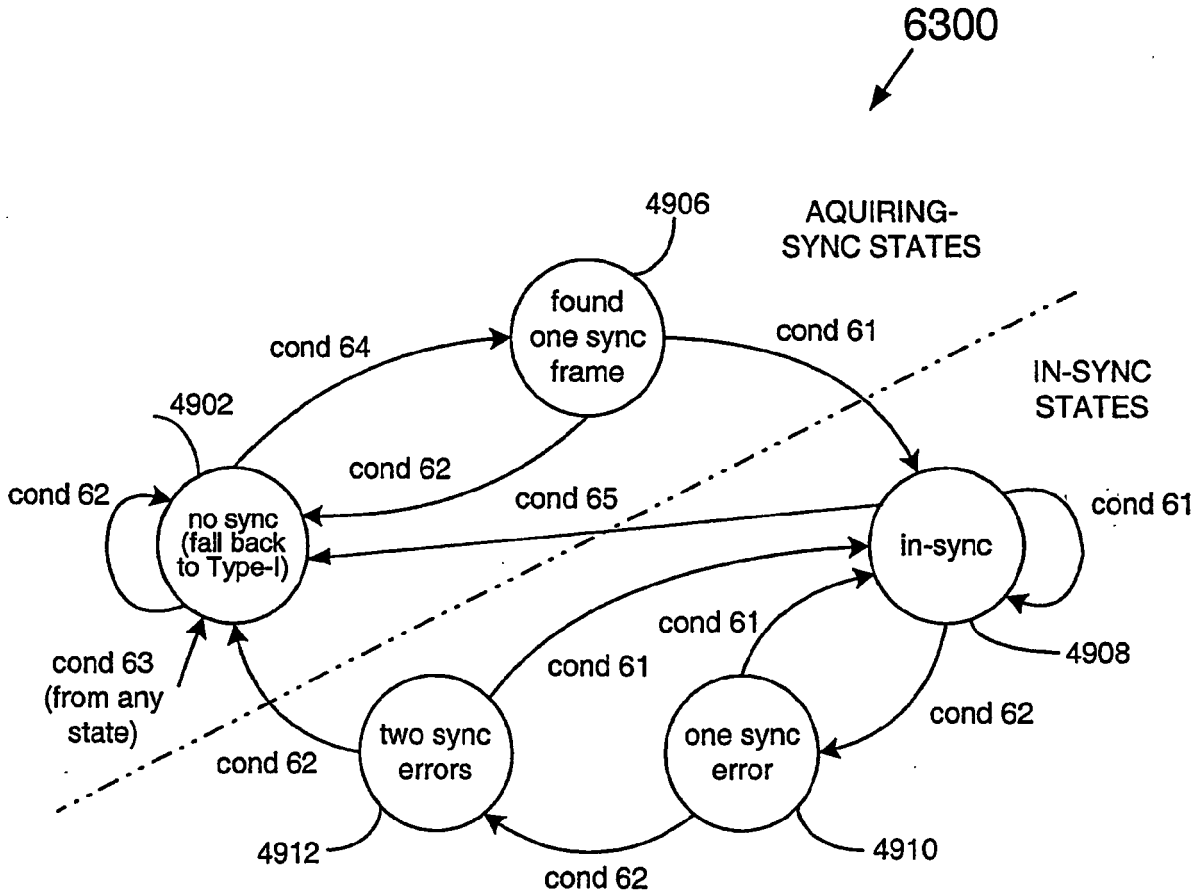 6300
4906
AQUIRING-
SYNC STATES
found
one sync
frame
cond 61
cond 64
IN-SYNC
STATES
4902
cond 62
cond 62
cond 65
cond 61
no sync
(fall back
to Type-I)
in-sync
cond 61
cond 61
4908
cond 63
(from any
state)
cond 62
two sync
errors
one sync
error
cond 62
4912
4910
cond 62